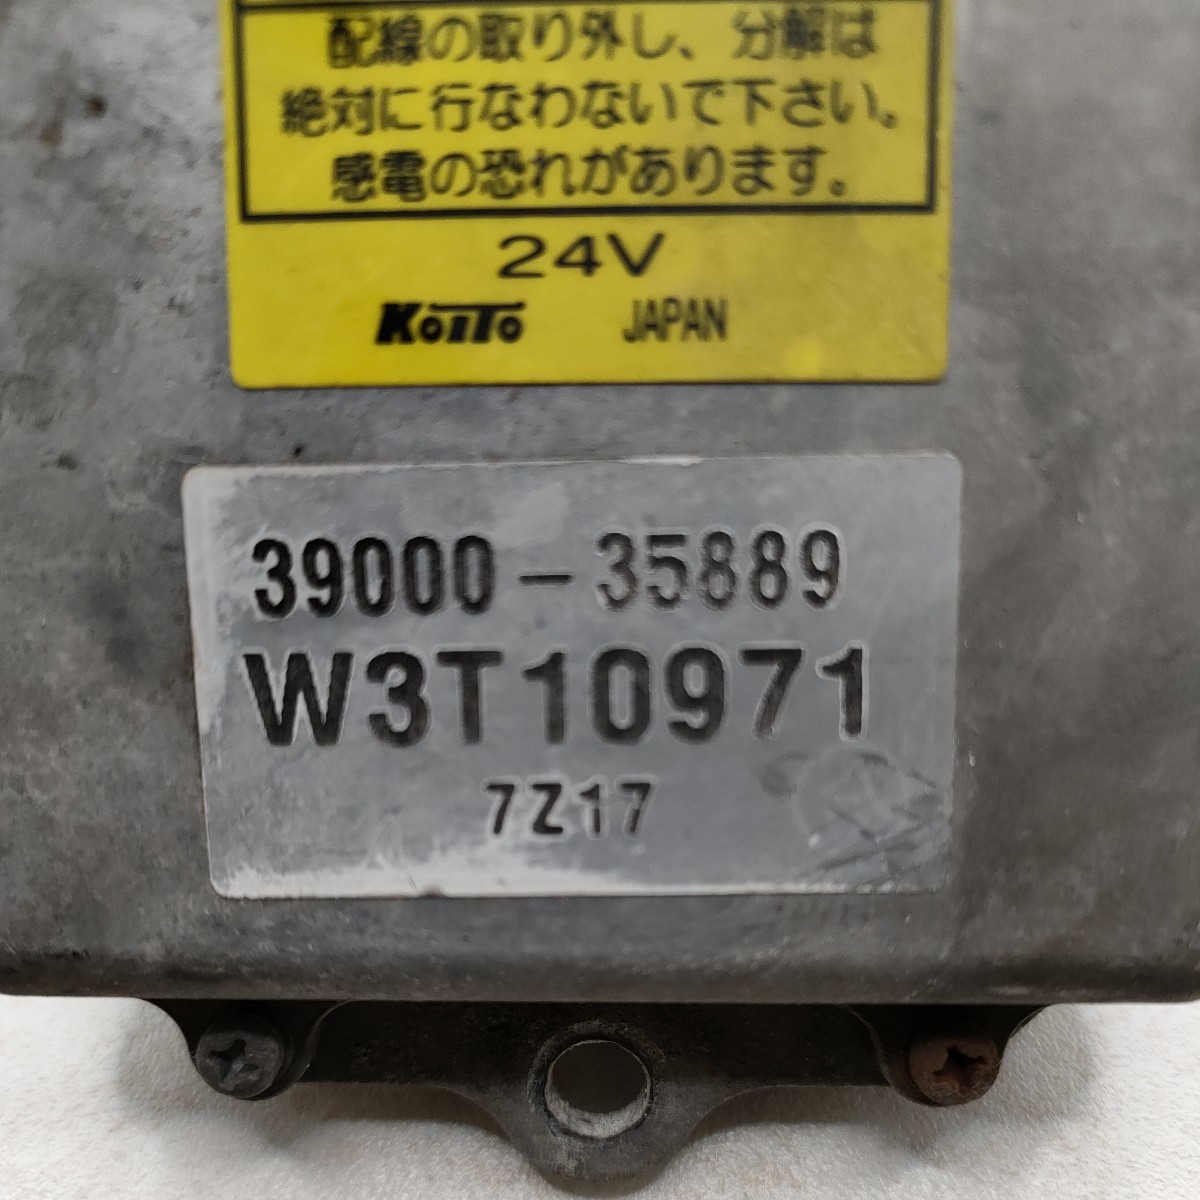 配線の取り外し、分解は
絶対に行なわないで下さい。
感電の恐れがあります。
24V
KOITO JAPAN
39000-35889
W3T10971
7Z17